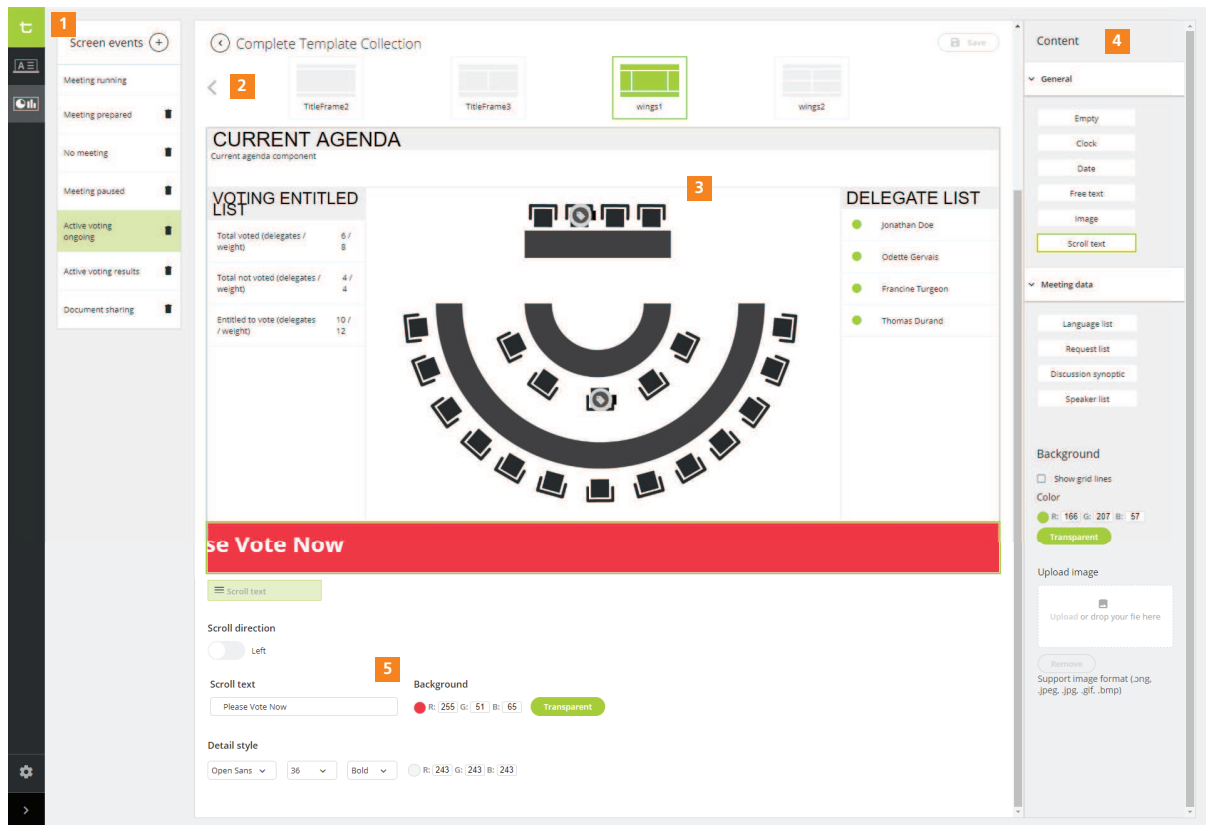 1
Screen events
Meeting running
Meeting prepared
No meeting
Meeting paused
Active voting
ongoing
Active voting results
Document sharing
Complete Template Collection
Save
2
TitleFrame2
TitleFrame3
wings1
wings2
CURRENT AGENDA
Current agenda component
VOTING ENTITLED
LIST
Total voted (delegates / 6 /
weight) 8
Total not voted (delegates / 4 /
weight) 4
Entitled to vote (delegates 10 /
/ weight) 12
3
DELEGATE LIST
Jonathan Doe
Odette Gervais
Francine Turgeon
Thomas Durand
se Vote Now
Scroll text
Scroll direction
Left
5
Scroll text
Please Vote Now
Background
R: 255 G: 51 B: 65 Transparent
Detail style
Open Sans 36 Bold R: 243 G: 243 B: 243
Content 4
General
Empty
Clock
Date
Free text
Image
Scroll text
Meeting data
Language list
Request list
Discussion synoptic
Speaker list
Background
Show grid lines
Color
R: 166 G: 207 B: 57
Transparent
Upload image
Upload or drop your fie here
Remove
Support image format (.png,
.jpeg, .jpg, .gif, .bmp)